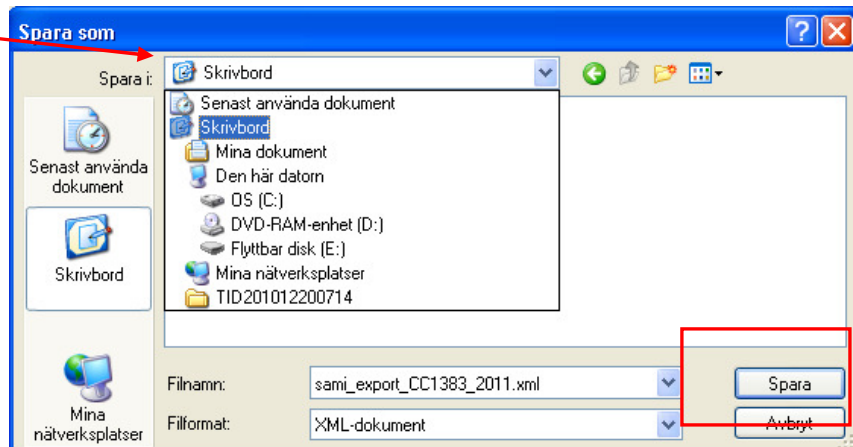 Spara som
Spara i:
Skrivbord
Senast använda dokument
Skrivbord
Mina dokument
Den här datorn
OS (C:)
DVD-RAM-enhet (D:)
Flyttbar disk (E:)
Mina nätverksplatser
TID201012200714
Senast använda
dokument
Skrivbord
Mina
nätverksplatser
Filnamn:
sami_export_CC1383_2011.xml
Spara
Filformat:
XML-dokument
Avbryt